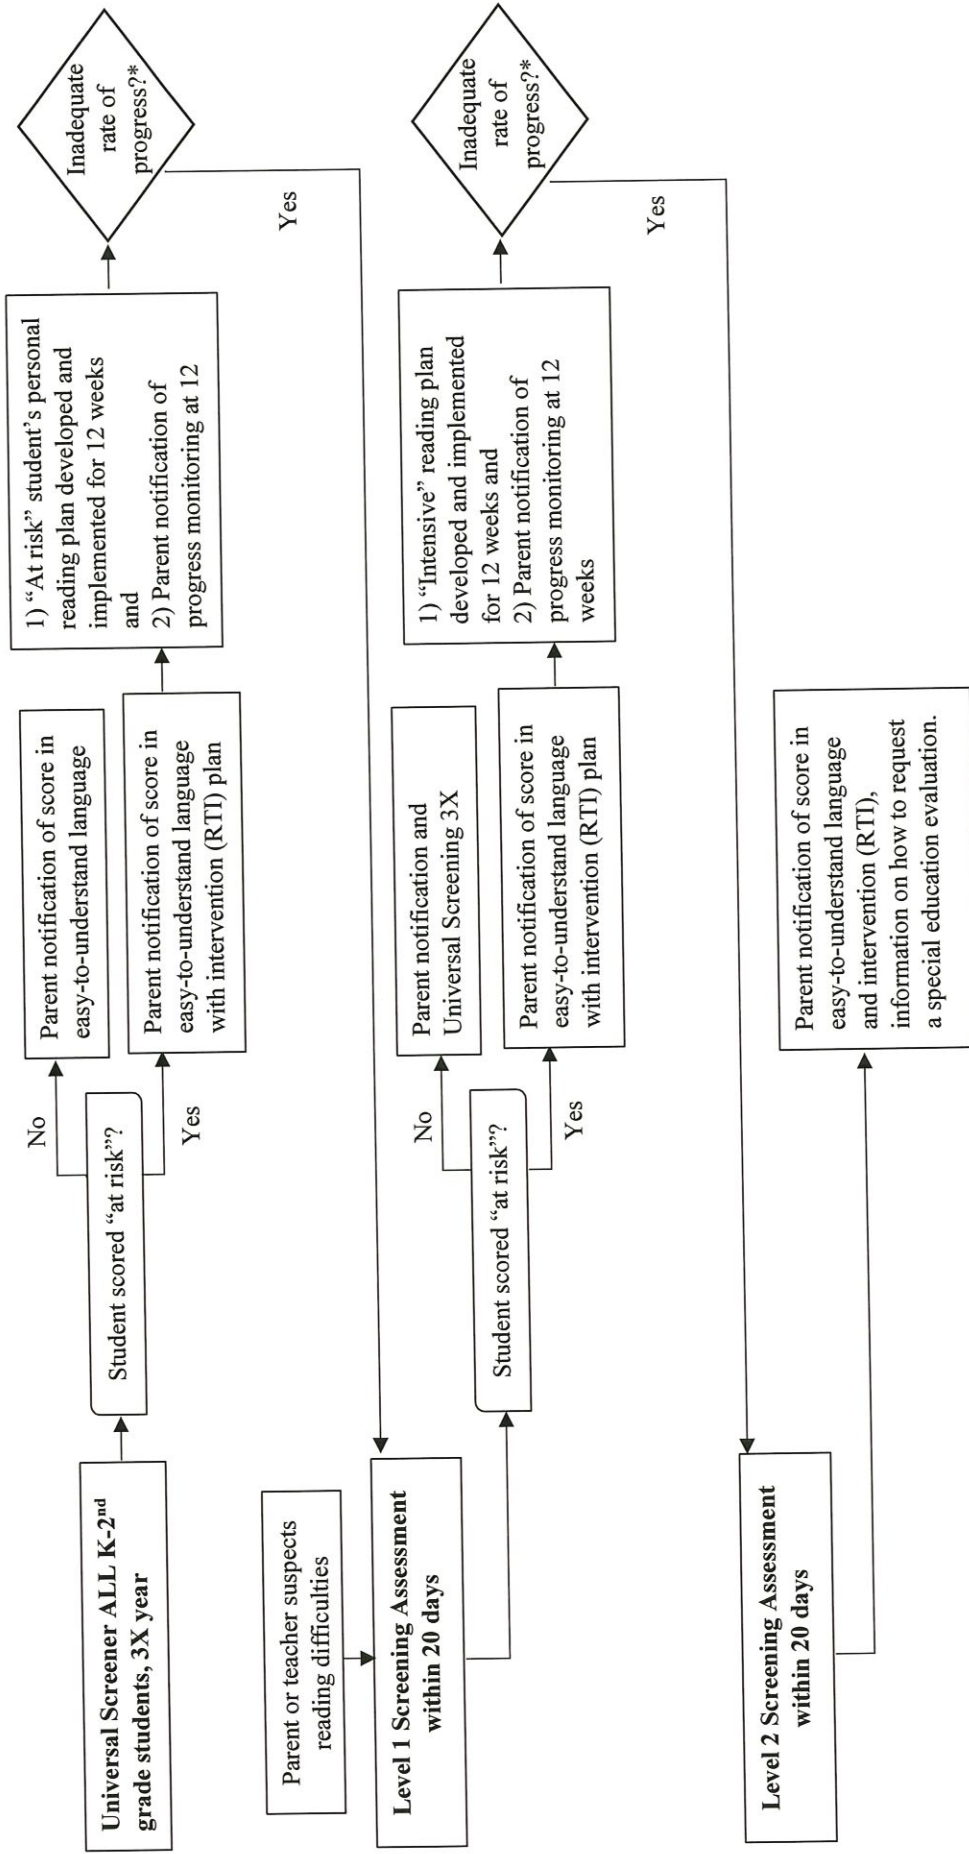 Universal Screener ALL K-2nd
grade students, 3X year
Student scored “at risk”?
No
Yes
Parent notification of score in
easy-to-understand language
Parent notification of score in
easy-to-understand language
with intervention (RTI) plan
1) “At risk” student’s personal
reading plan developed and
implemented for 12 weeks
and
2) Parent notification of
progress monitoring at 12
Inadequate
rate of
progress?*
Yes
Parent or teacher suspects
reading difficulties
Level 1 Screening Assessment
within 20 days
Student scored “at risk”?
No
Yes
Parent notification and
Universal Screening 3X
Parent notification of score in
easy-to-understand language
with intervention (RTI) plan
1) “Intensive” reading plan
developed and implemented
for 12 weeks and
2) Parent notification of
progress monitoring at 12
weeks
Inadequate
rate of
progress?*
Yes
Level 2 Screening Assessment
within 20 days
Parent notification of score in
easy-to-understand language
and intervention (RTI),
information on how to request
a special education evaluation.